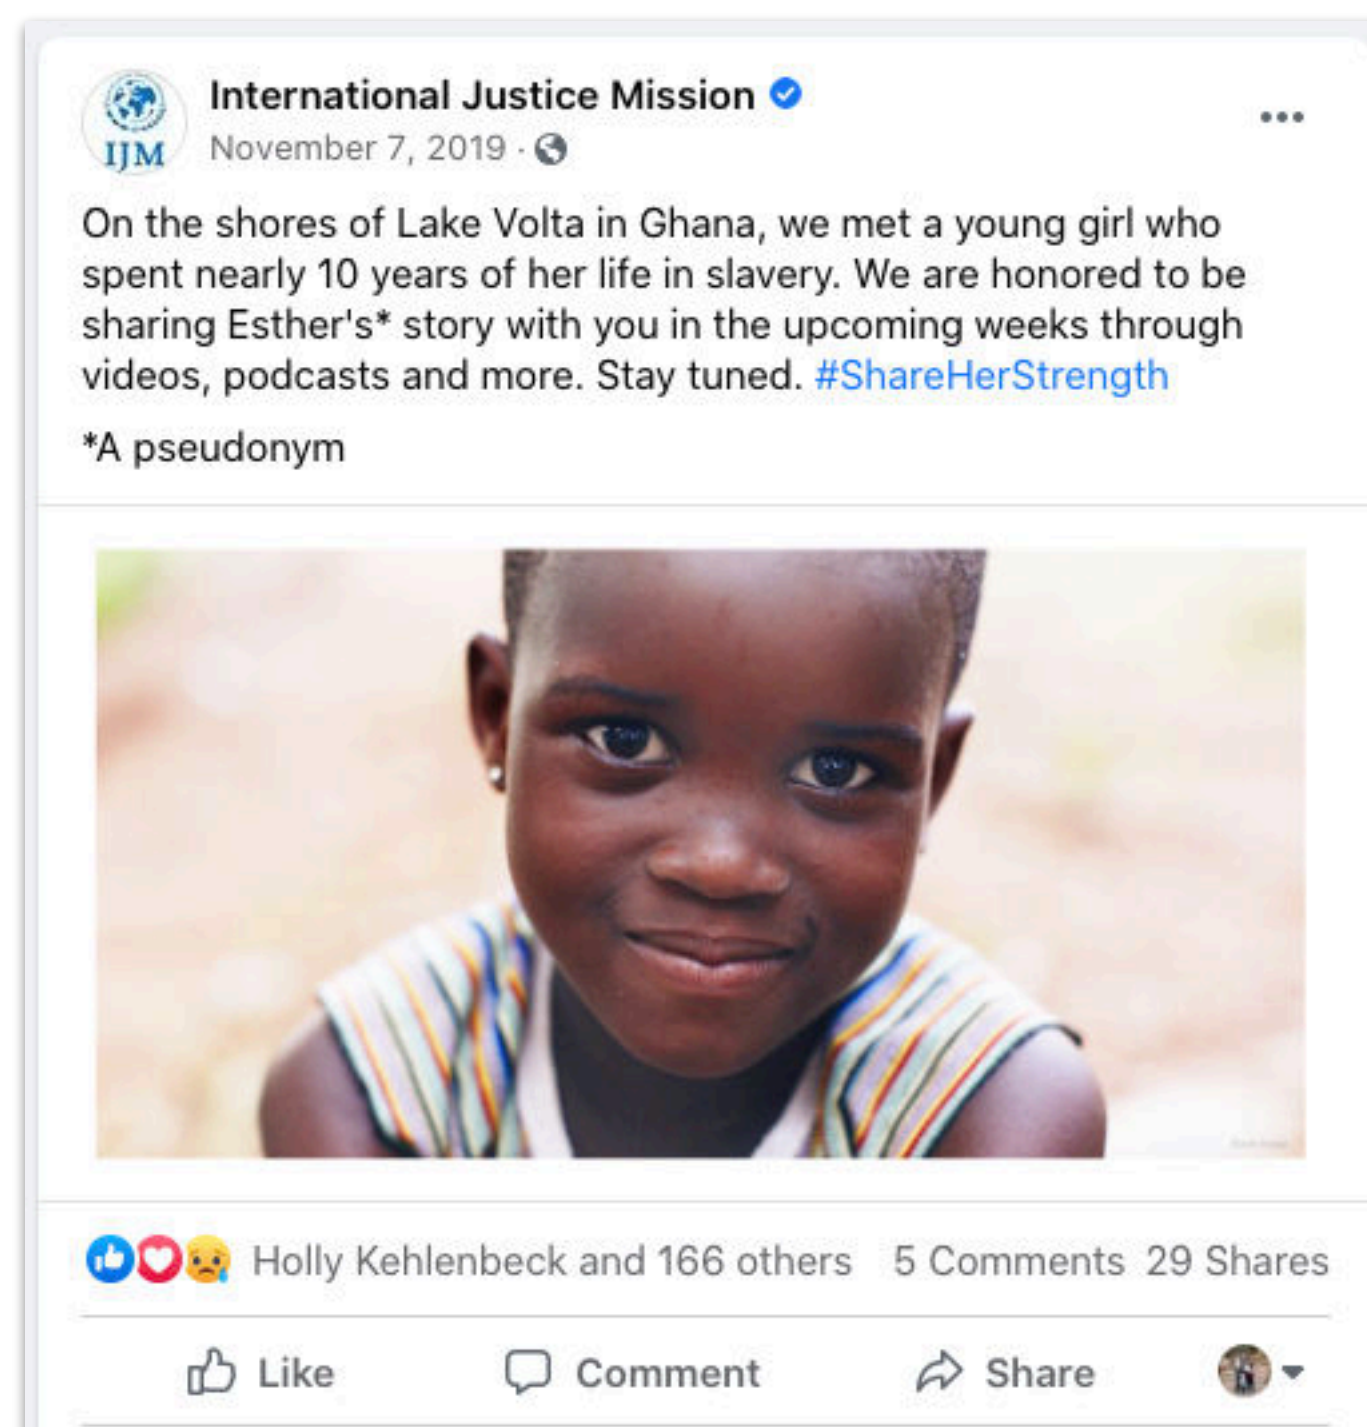 International Justice Mission
IJM
November 7, 2019 ·
On the shores of Lake Volta in Ghana, we met a young girl who
spent nearly 10 years of her life in slavery. We are honored to be
sharing Esther's* story with you in the upcoming weeks through
videos, podcasts and more. Stay tuned. #ShareHerStrength
*A pseudonym
Holly Kehlenbeck and 166 others 5 Comments 29 Shares
Like Comment Share